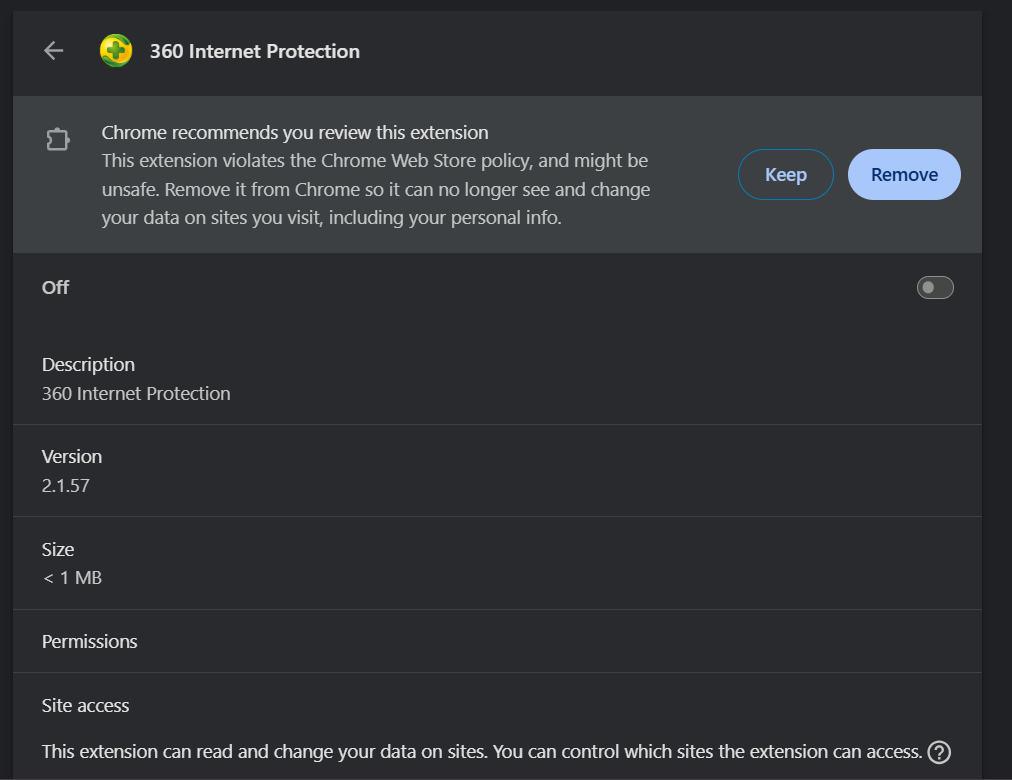 360 Internet Protection
Chrome recommends you review this extension
This extension violates the Chrome Web Store policy, and might be
unsafe. Remove it from Chrome so it can no longer see and change
your data on sites you visit, including your personal info.
Keep
Remove
Off
Description
360 Internet Protection
Version
2.1.57
Size
< 1 MB
Permissions
Site access
This extension can read and change your data on sites. You can control which sites the extension can access.